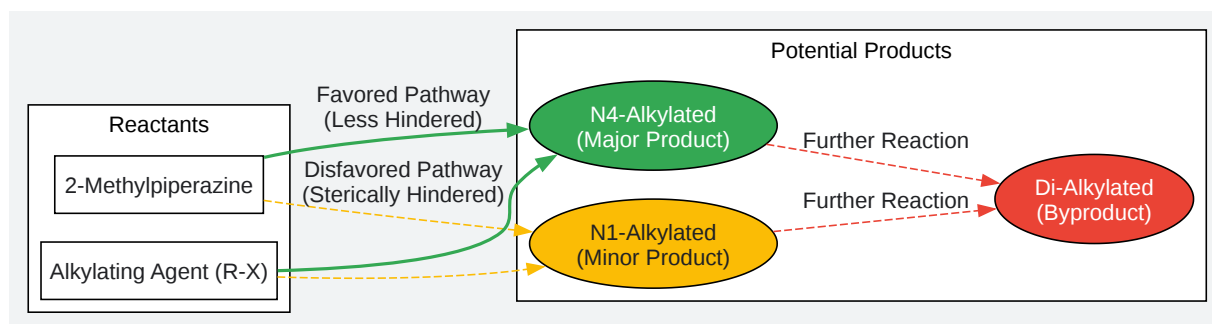 Potential Products
Reactants
Favored Pathway
(Less Hindered)
N4-Alkylated
(Major Product)
Further Reaction
2-Methylpiperazine
Disfavored Pathway
(Sterically Hindered)
Further Reaction
Di-Alkylated
(Byproduct)
N1-Alkylated
(Minor Product)
Alkylating Agent (R-X)